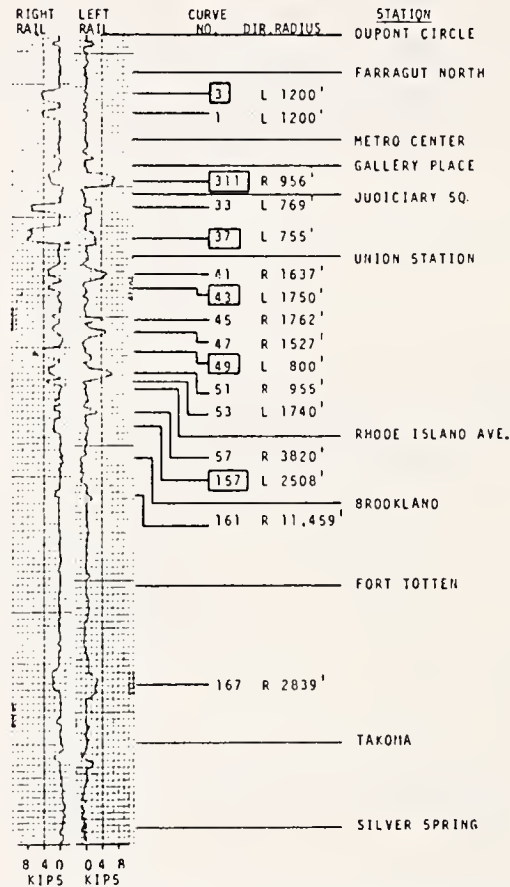 RIGHT RAIL LEFT RAIL CURVE NO. DIR. RADIUS STATION
OUPONT CIRCLE
FARRAGUT NORTH
3 L 1200'
1 L 1200'
METRO CENTER
GALLERY PLACE
311 R 956'
JUDICIARY SQ.
33 L 769'
37 L 755'
UNION STATION
41 R 1637'
43 L 1750'
45 R 1762'
47 R 1527'
49 L 800'
51 R 955'
53 L 1740'
RHODE ISLAND AVE.
57 R 3820'
157 L 2508'
BROOKLAND
161 R 11,459'
FORT TOTTEN
167 R 2839'
TAKOMA
SILVER SPRING
8 4 0 0 4 8
KIPS KIPS